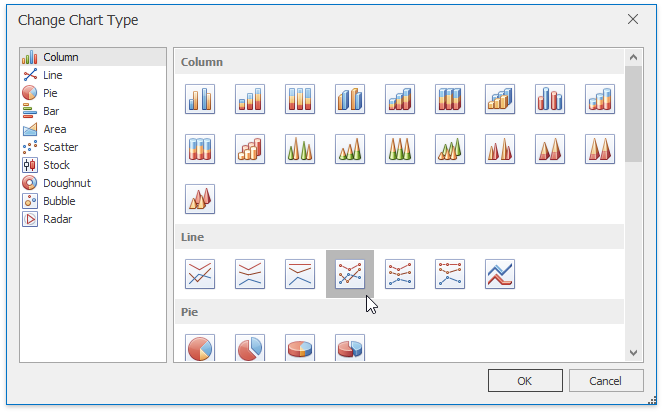 Change Chart Type
Column
Line
Pie
Bar
Area
Scatter
Stock
Doughnut
Bubble
Radar
Column
Line
Pie
OK
Cancel